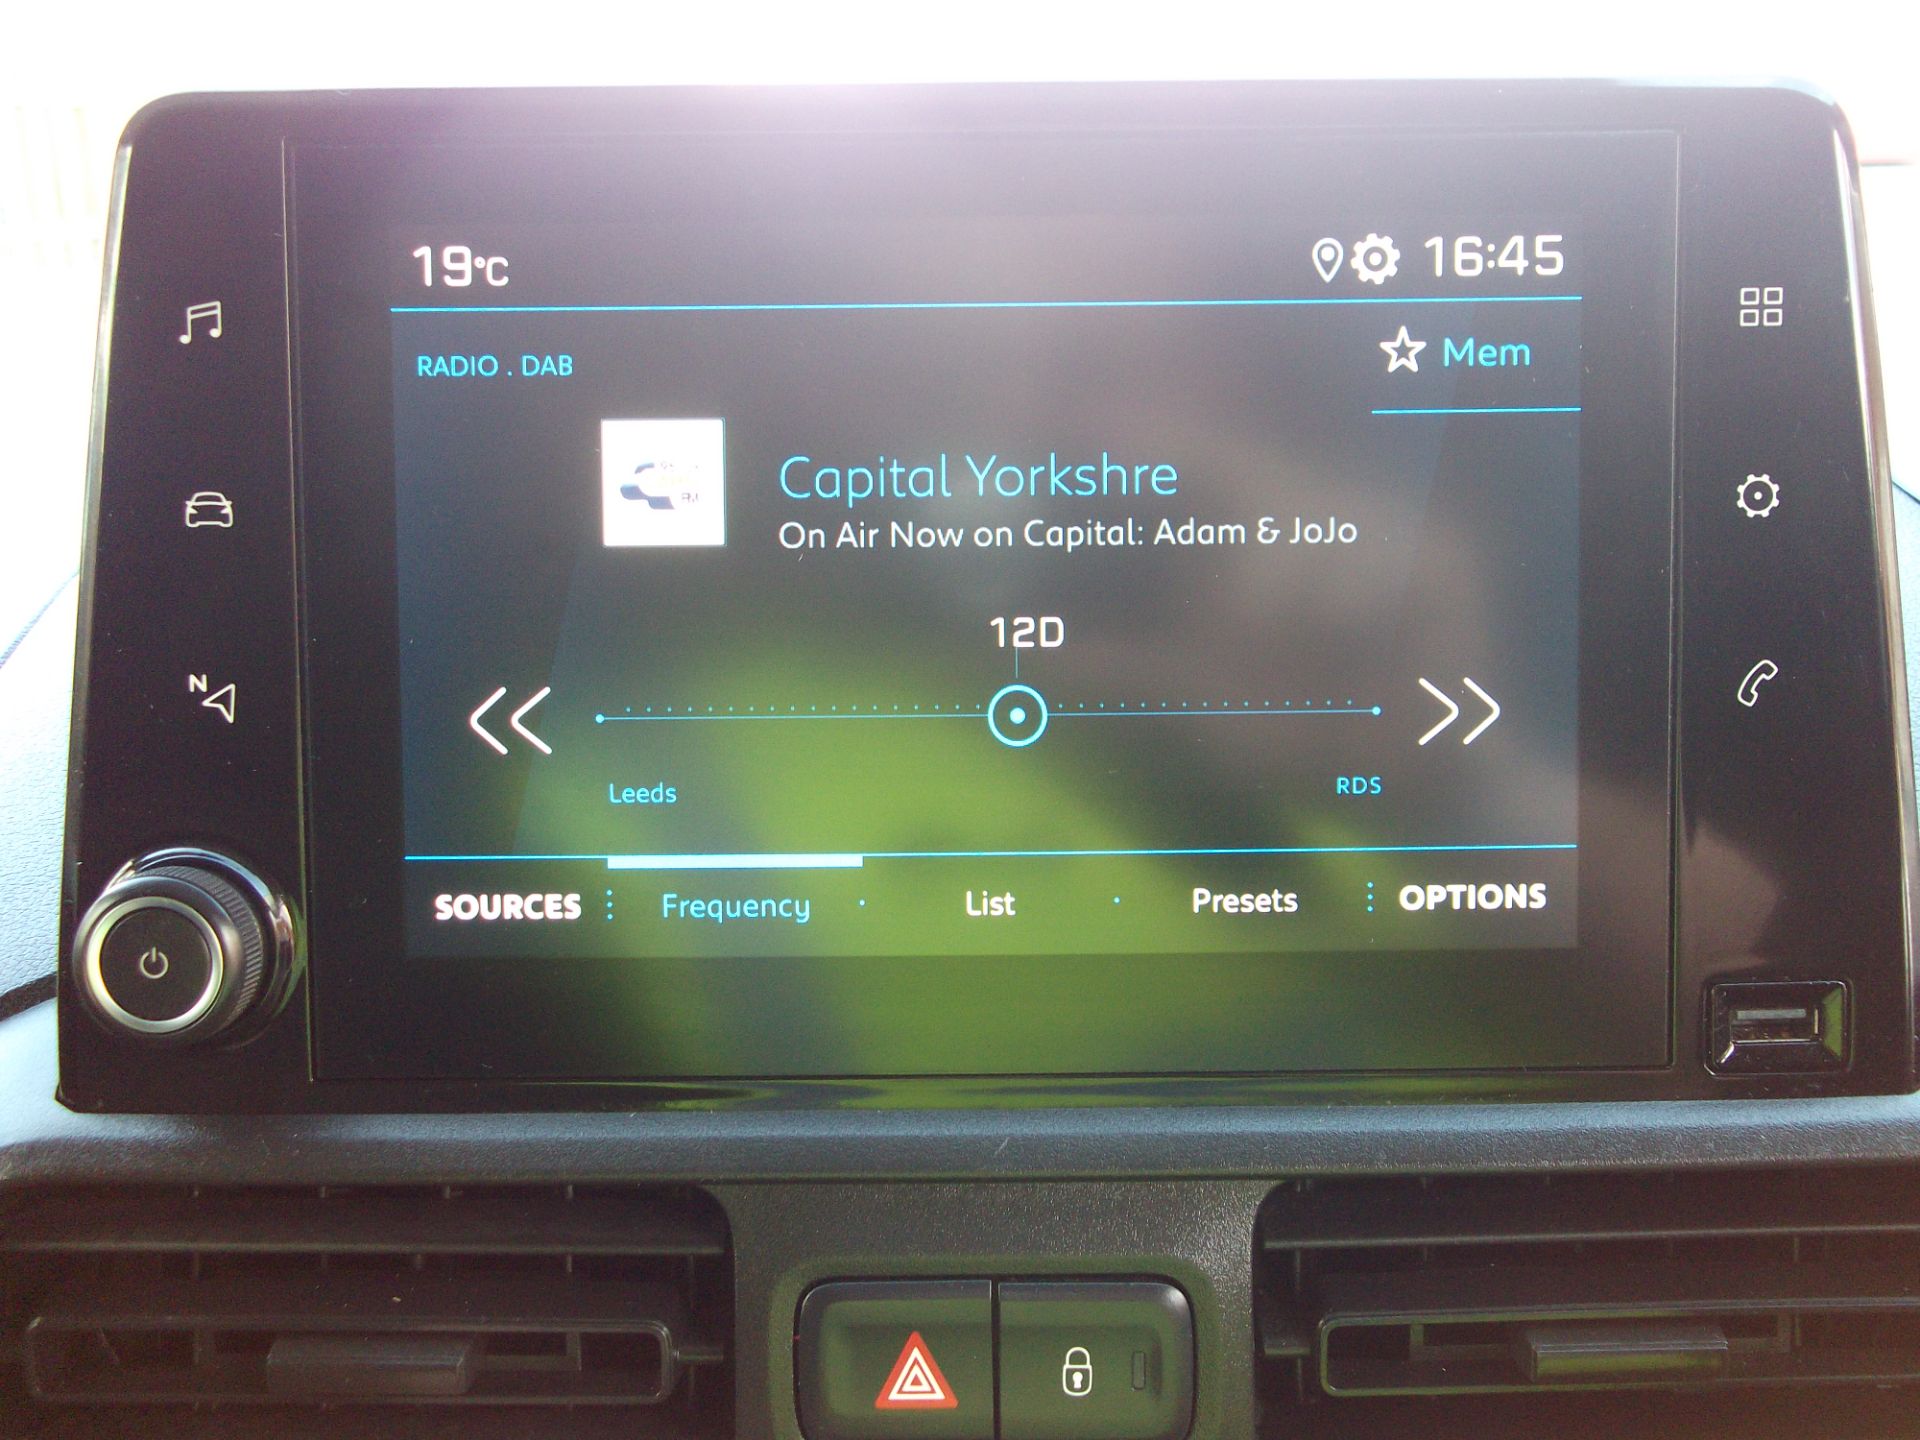 19°C
16:45
RADIO . DAB
Mem
Capital Yorkshre
On Air Now on Capital: Adam & JoJo
12D
N
Leeds
RDS
SOURCES
Frequency
List
Presets
OPTIONS